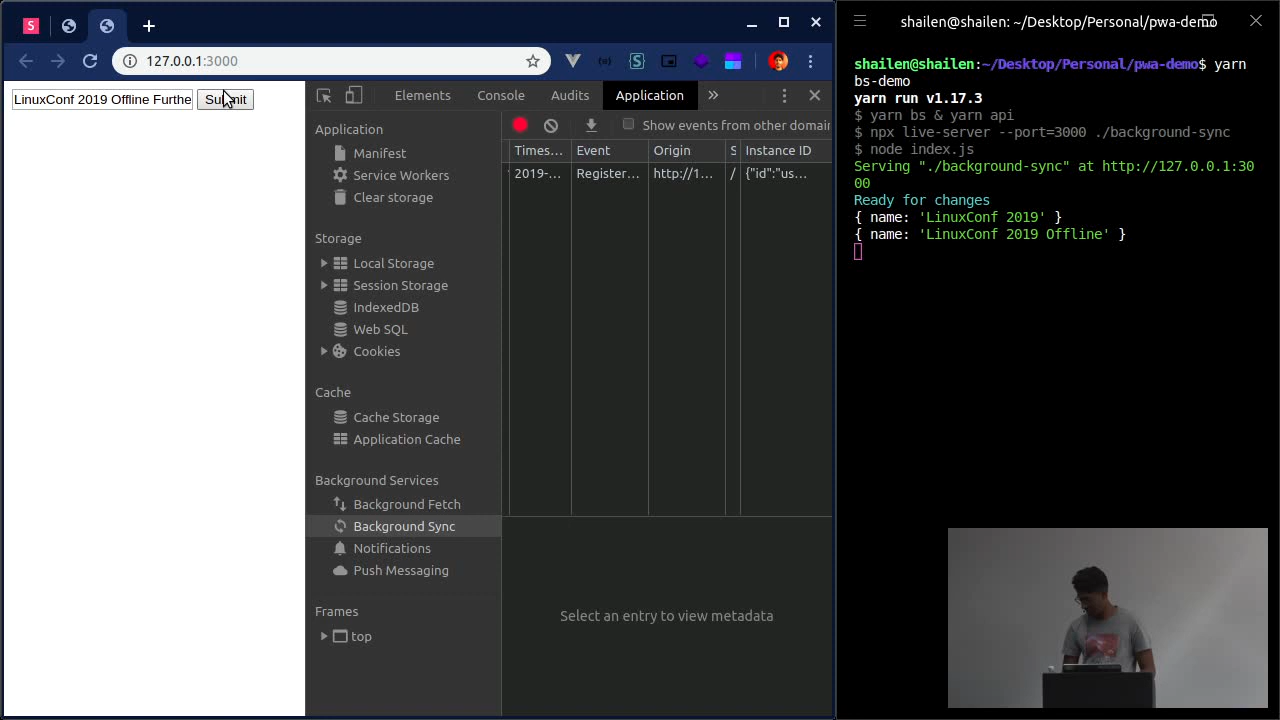 S
127.0.0.1:3000
S
LinuxConf 2019 Offline Furthe
Elements Console Audits Application »
Application
Manifest
Service Workers
Clear storage
Storage
Local Storage
Session Storage
IndexedDB
Web SQL
Cookies
Cache
Cache Storage
Application Cache
Background Services
Background Fetch
Background Sync
Notifications
Push Messaging
Frames
top
Show events from other domain
Times... Event Origin S Instance ID
2019-... Register... http://1... / {"id":"us...
Select an entry to view metadata
shailen@shailen: ~/Desktop/Personal/pwa-demo
shailen@shailen:~/Desktop/Personal/pwa-demo$ yarn
bs-demo
yarn run v1.17.3
$ yarn bs & yarn api
$ npx live-server --port=3000 ./background-sync
$ node index.js
Serving "./background-sync" at http://127.0.0.1:30
00
Ready for changes
{ name: 'LinuxConf 2019' }
{ name: 'LinuxConf 2019 Offline' }